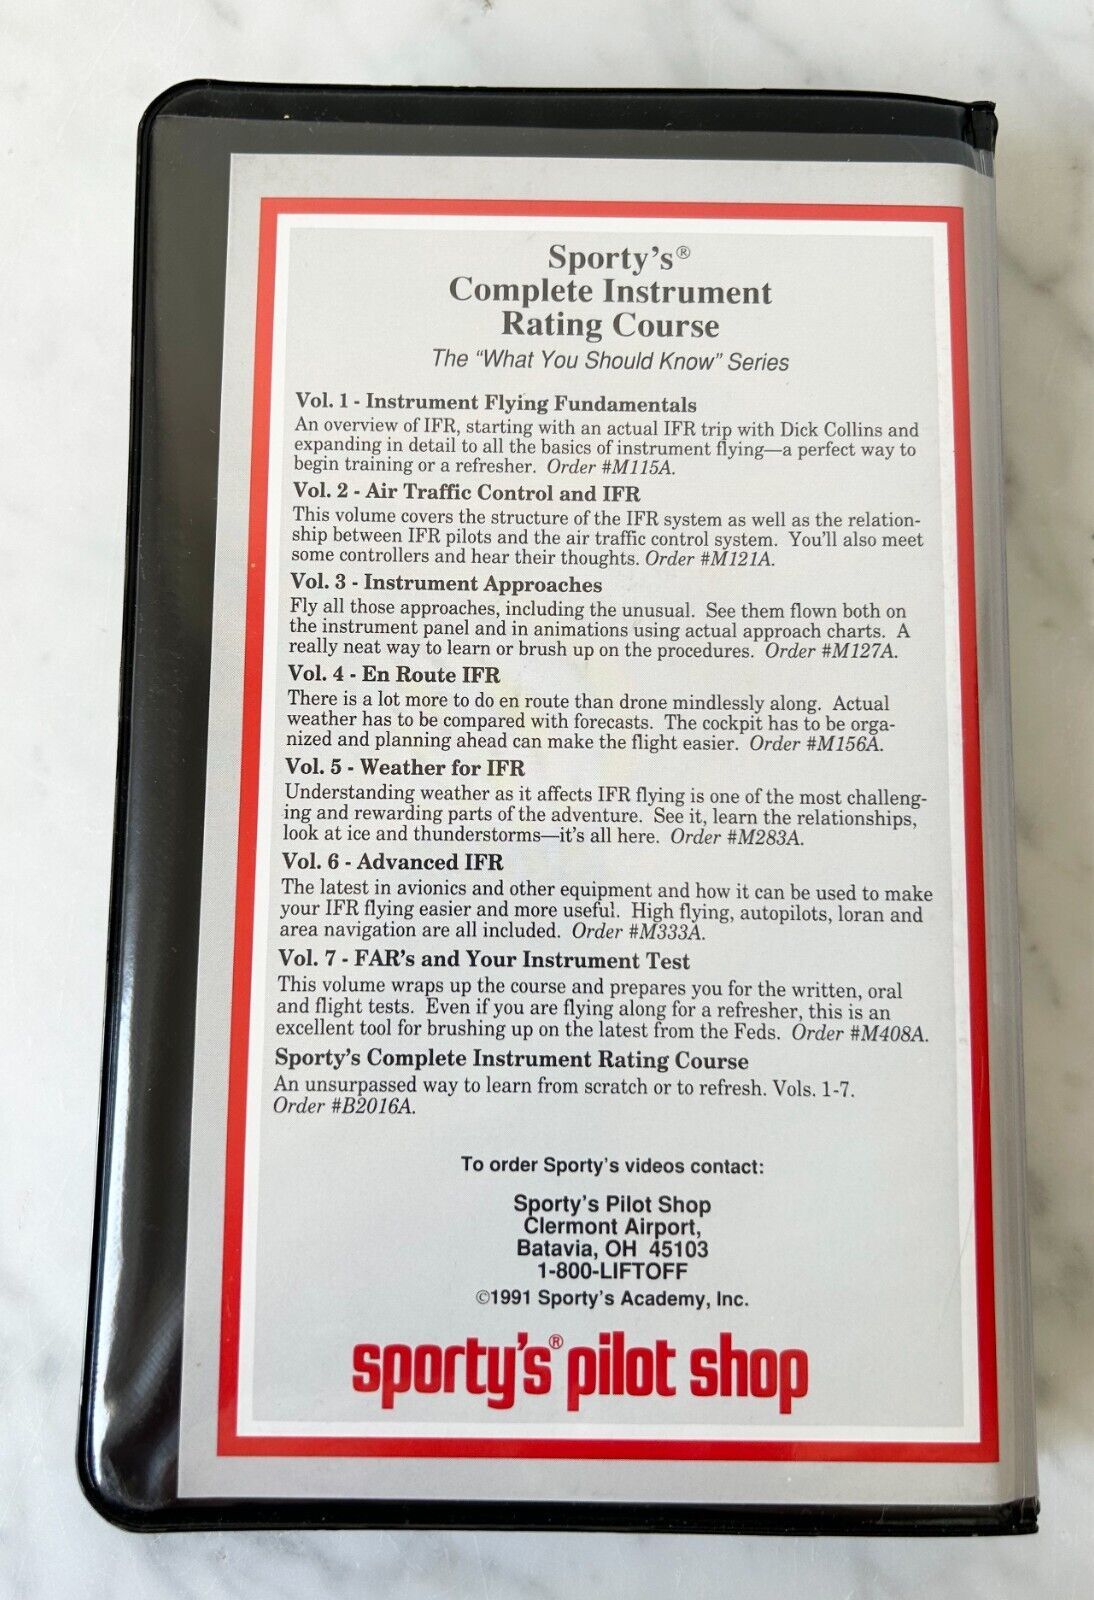 Sporty's®
Complete Instrument
Rating Course
The "What You Should Know" Series
Vol. 1 - Instrument Flying Fundamentals
An overview of IFR, starting with an actual IFR trip with Dick Collins and
expanding in detail to all the basics of instrument flying—a perfect way to
begin training or a refresher. Order #M115A.
Vol. 2 - Air Traffic Control and IFR
This volume covers the structure of the IFR system as well as the relation-
ship between IFR pilots and the air traffic control system. You'll also meet
some controllers and hear their thoughts. Order #M121A.
Vol. 3 - Instrument Approaches
Fly all those approaches, including the unusual. See them flown both on
the instrument panel and in animations using actual approach charts. A
really neat way to learn or brush up on the procedures. Order #M127A.
Vol. 4 - En Route IFR
There is a lot more to do en route than drone mindlessly along. Actual
weather has to be compared with forecasts. The cockpit has to be orga-
nized and planning ahead can make the flight easier. Order #M156A.
Vol. 5 - Weather for IFR
Understanding weather as it affects IFR flying is one of the most challeng-
ing and rewarding parts of the adventure. See it, learn the relationships,
look at ice and thunderstorms—it's all here. Order #M283A.
Vol. 6 - Advanced IFR
The latest in avionics and other equipment and how it can be used to make
your IFR flying easier and more useful. High flying, autopilots, loran and
area navigation are all included. Order #M333A.
Vol. 7 - FAR's and Your Instrument Test
This volume wraps up the course and prepares you for the written, oral
and flight tests. Even if you are flying along for a refresher, this is an
excellent tool for brushing up on the latest from the Feds. Order #M408A.
Sporty's Complete Instrument Rating Course
An unsurpassed way to learn from scratch or to refresh. Vols. 1-7.
Order #B2016A.
To order Sporty's videos contact:
Sporty's Pilot Shop
Clermont Airport,
Batavia, OH 45103
1-800-LIFTOFF
©1991 Sporty's Academy, Inc.
sporty's® pilot shop